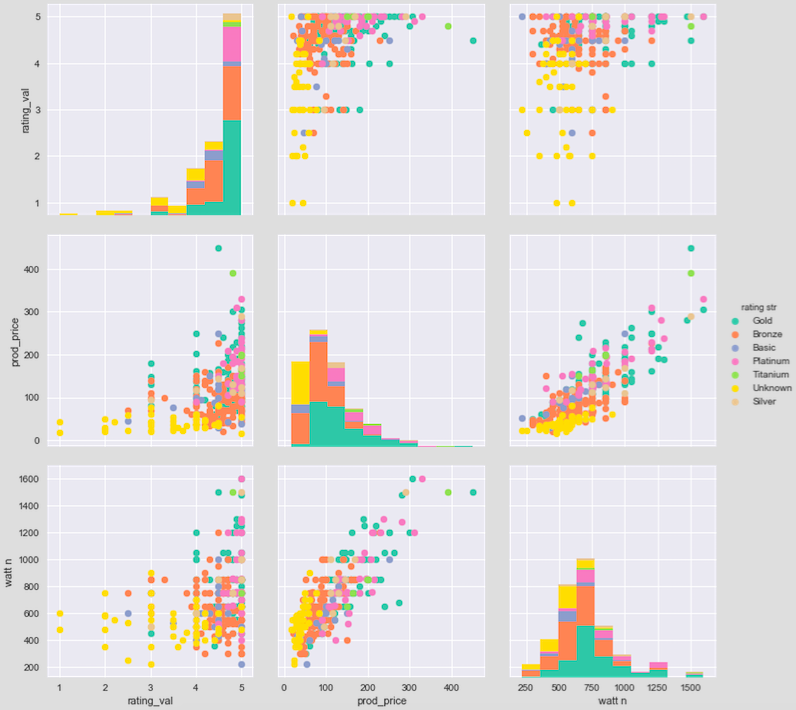 5
4
3
2
1
rating_val
400
300
200
100
0
prod_price
rating str
Gold
Bronze
Basic
Platinum
Titanium
Unknown
Silver
1600
1400
1200
1000
800
600
400
200
watt n
1 2 3 4 5
0 100 200 300 400
250 500 750 1000 1250 1500
rating_val prod_price watt n